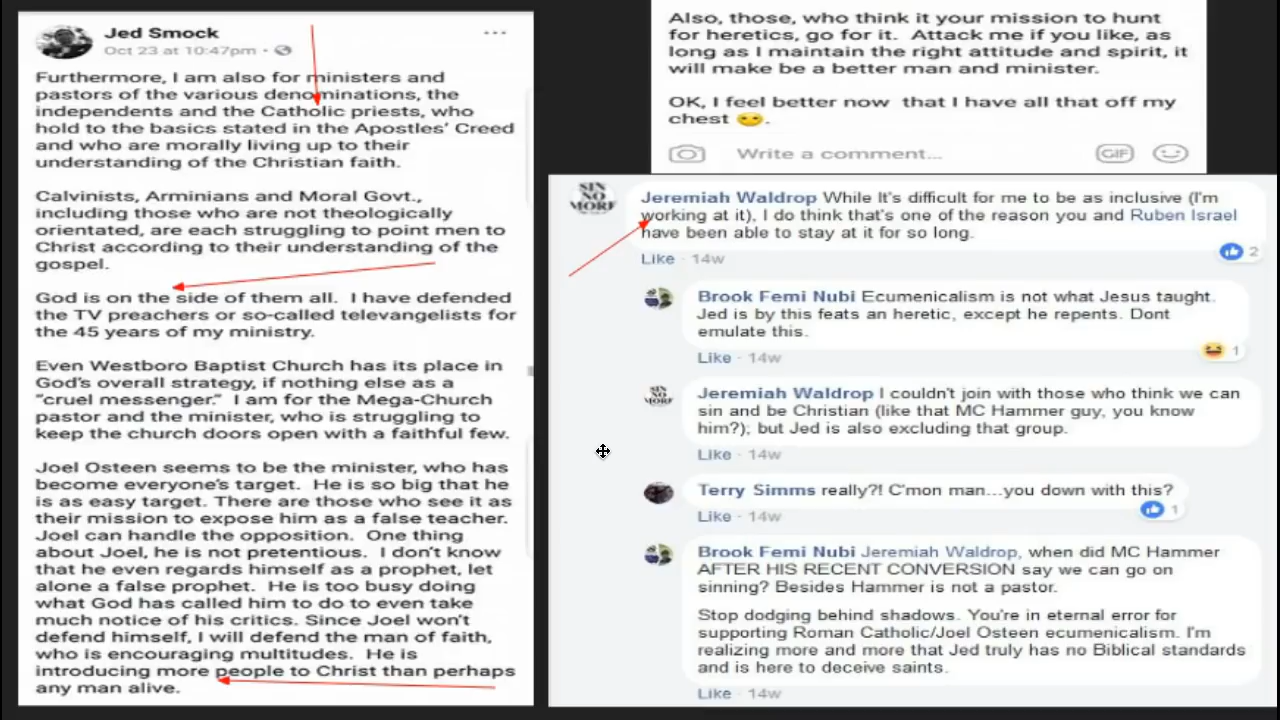 Jed Smock
Oct 23 at 10:47pm ·
Furthermore, I am also for ministers and
pastors of the various denominations, the
independents and the Catholic priests, who
hold to the basics stated in the Apostles' Creed
and who are morally living up to their
understanding of the Christian faith.
Calvinists, Arminians and Moral Govt.,
including those who are not theologically
orientated, are each struggling to point men to
Christ according to their understanding of the
gospel.
God is on the side of them all. I have defended
the TV preachers or so-called televangelists for
the 45 years of my ministry.
Even Westboro Baptist Church has its place in
God's overall strategy, if nothing else as a
"cruel messenger." I am for the Mega-Church
pastor and the minister, who is struggling to
keep the church doors open with a faithful few.
Joel Osteen seems to be the minister, who has
become everyone's target. He is so big that he
is as easy target. There are those who see it as
their mission to expose him as a false teacher.
Joel can handle the opposition. One thing
about Joel, he is not pretentious. I don't know
that he even regards himself as a prophet, let
alone a false prophet. He is too busy doing
what God has called him to do to even take
much notice of his critics. Since Joel won't
defend himself, I will defend the man of faith,
who is encouraging multitudes. He is
introducing more people to Christ than perhaps
any man alive.
Also, those, who think it your mission to hunt
for heretics, go for it. Attack me if you like, as
long as I maintain the right attitude and spirit, it
will make be a better man and minister.
OK, I feel better now that I have all that off my
chest 😏.
Write a comment...
GIF
SIN
NO
MORE
Jeremiah Waldrop While It's difficult for me to be as inclusive (I'm
working at it). I do think that's one of the reason you and Ruben Israel
have been able to stay at it for so long.
2
Like · 14w
Brook Femi Nubi Ecumenicalism is not what Jesus taught.
Jed is by this feats an heretic, except he repents. Dont
emulate this.
1
Like · 14w
SIN
NO
MORE
Jeremiah Waldrop I couldn't join with those who think we can
sin and be Christian (like that MC Hammer guy, you know
him?); but Jed is also excluding that group.
Like · 14w
Terry Simms really?! C'mon man...you down with this?
1
Like · 14w
Brook Femi Nubi Jeremiah Waldrop, when did MC Hammer
AFTER HIS RECENT CONVERSION say we can go on
sinning? Besides Hammer is not a pastor.
Stop dodging behind shadows. You're in eternal error for
supporting Roman Catholic/Joel Osteen ecumenicalism. I'm
realizing more and more that Jed truly has no Biblical standards
and is here to deceive saints.
Like · 14w